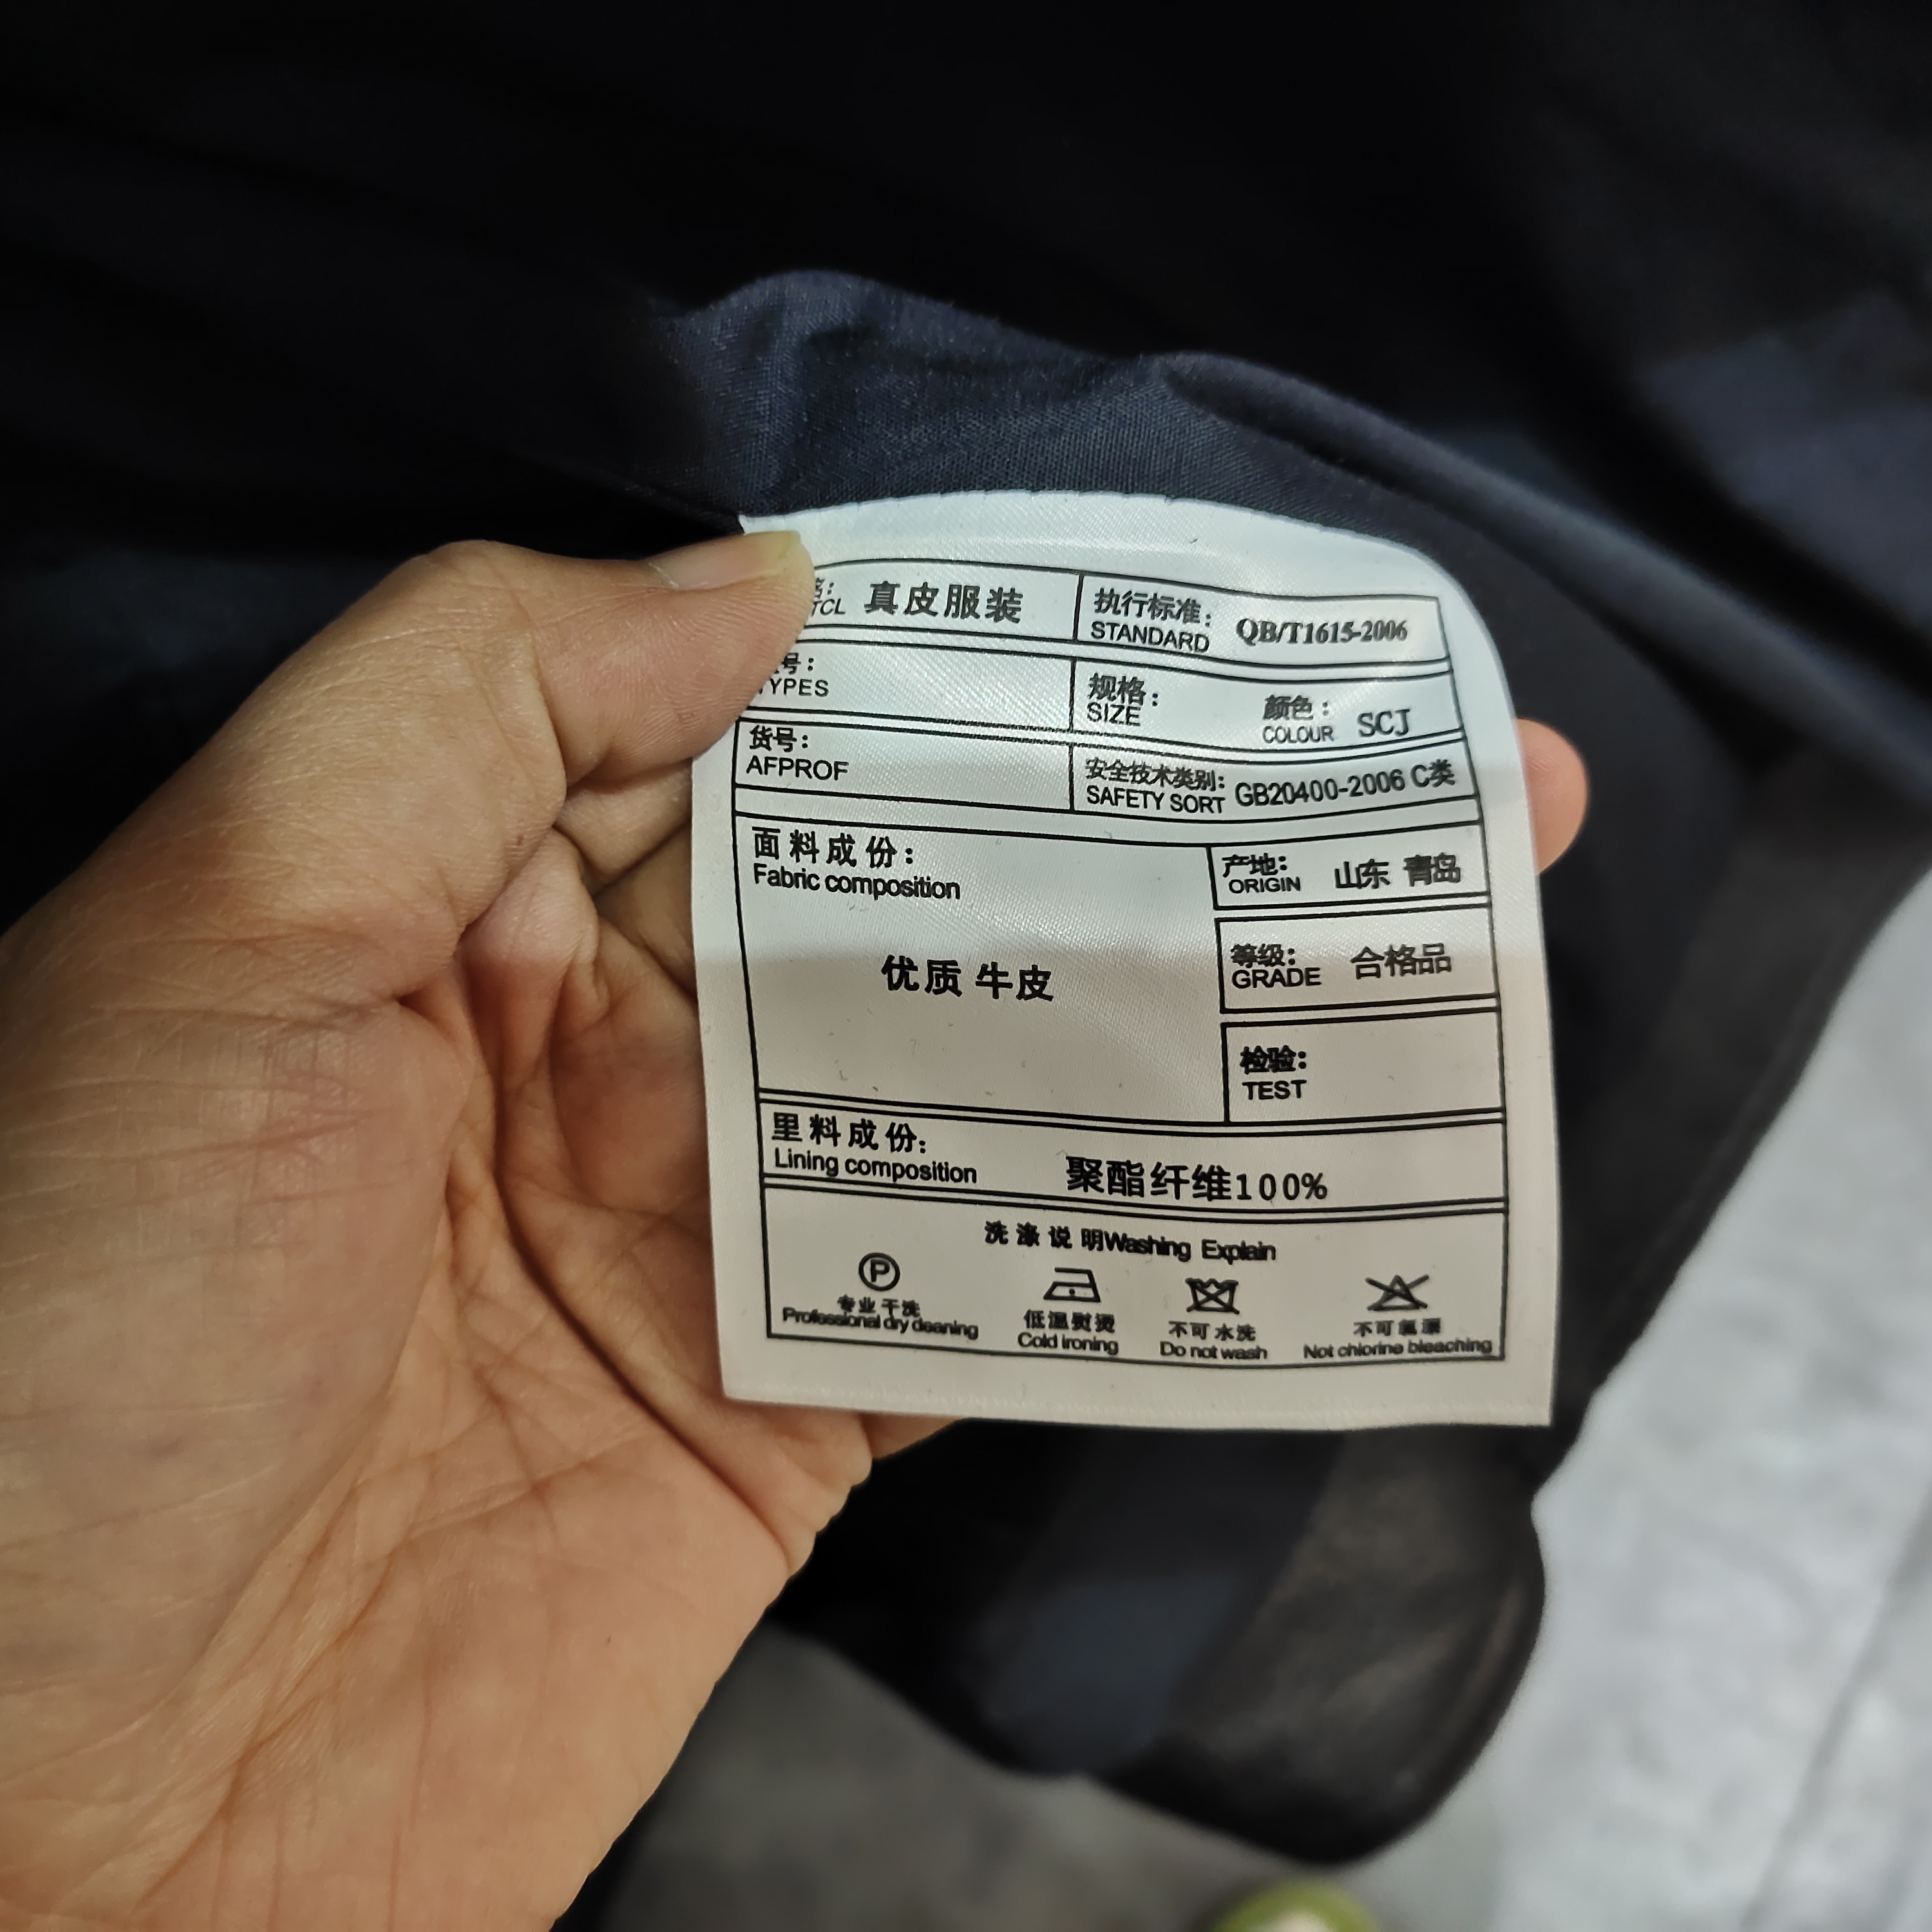 名: 真皮服装
TCL
执行标准: QB/T1615-2006
STANDARD
号:
YPES
规格: 颜色: SCJ
SIZE COLOUR
货号:
AFPROF
安全技术类别: GB20400-2006 C类
SAFETY SORT
面料成份:
Fabric composition
优质 牛皮
产地: 山东 青岛
ORIGIN
等级: 合格品
GRADE
检验:
TEST
里料成份:
Lining composition
聚酯纤维100%
洗涤说明Washing Explain
P
专业干洗
Professional dry cleaning
低温熨烫
Cold ironing
不可水洗
Do not wash
不可氯漂
Not chlorine bleaching